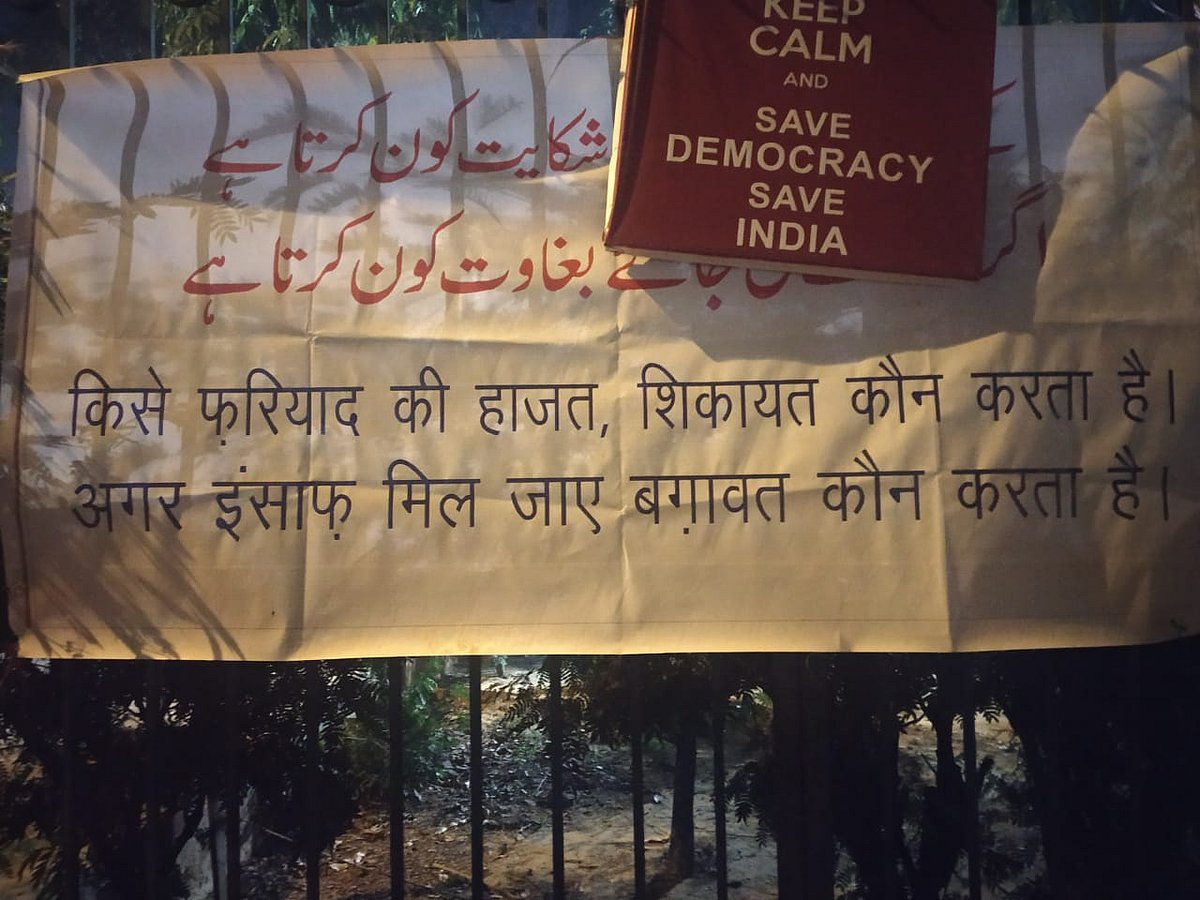 KEEP
CALM
AND
SAVE
DEMOCRACY
SAVE
INDIA
شکایت کون کرتا ہے
بغاوت کون کرتا ہے
किसे फ़रियाद की हाजत, शिकायत कौन करता है।
अगर इंसाफ़ मिल जाए बग़ावत कौन करता है।